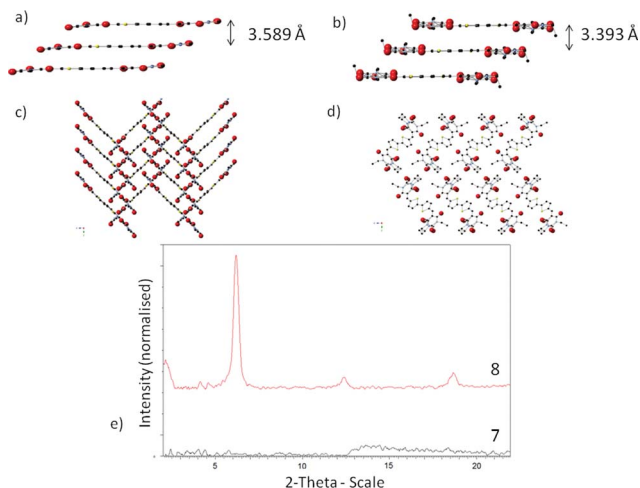 a)
3.589 Å
b)
3.393 Å
c)
d)
e)
Intensity (normalised)
8
7
5 10 15 20
2-Theta - Scale